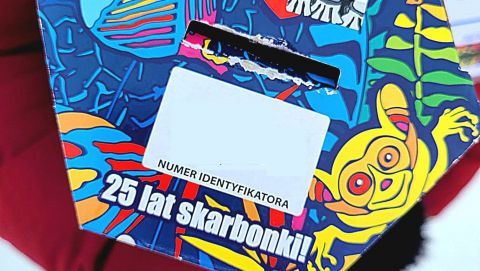 NUMER IDENTYFIKATORA
25 lat skarbonki!